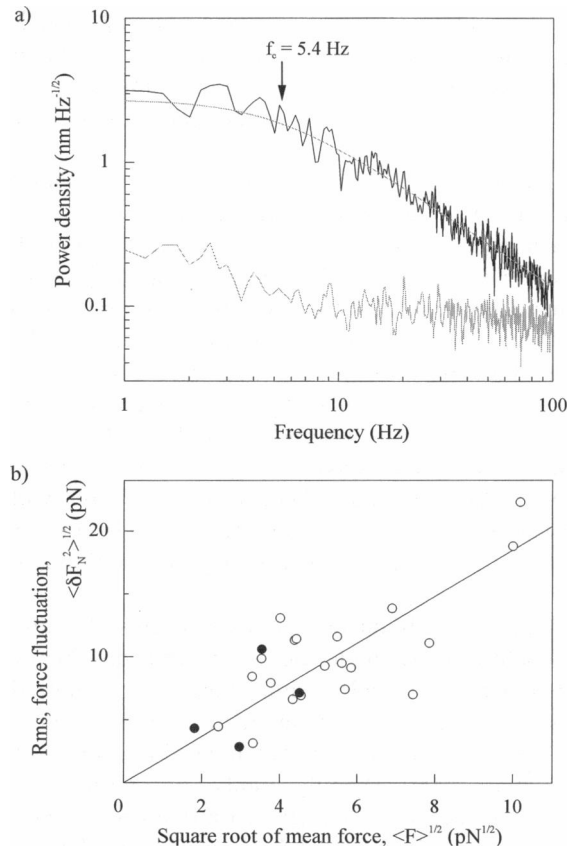 a)
f_c = 5.4 Hz
Power density (nm Hz^-1/2)
10
1
0.1
1
10
100
Frequency (Hz)
b)
Rms, force fluctuation,
<δF_N^2>^1/2 (pN)
20
10
0
2
4
6
8
10
Square root of mean force, <F>^1/2 (pN^1/2)